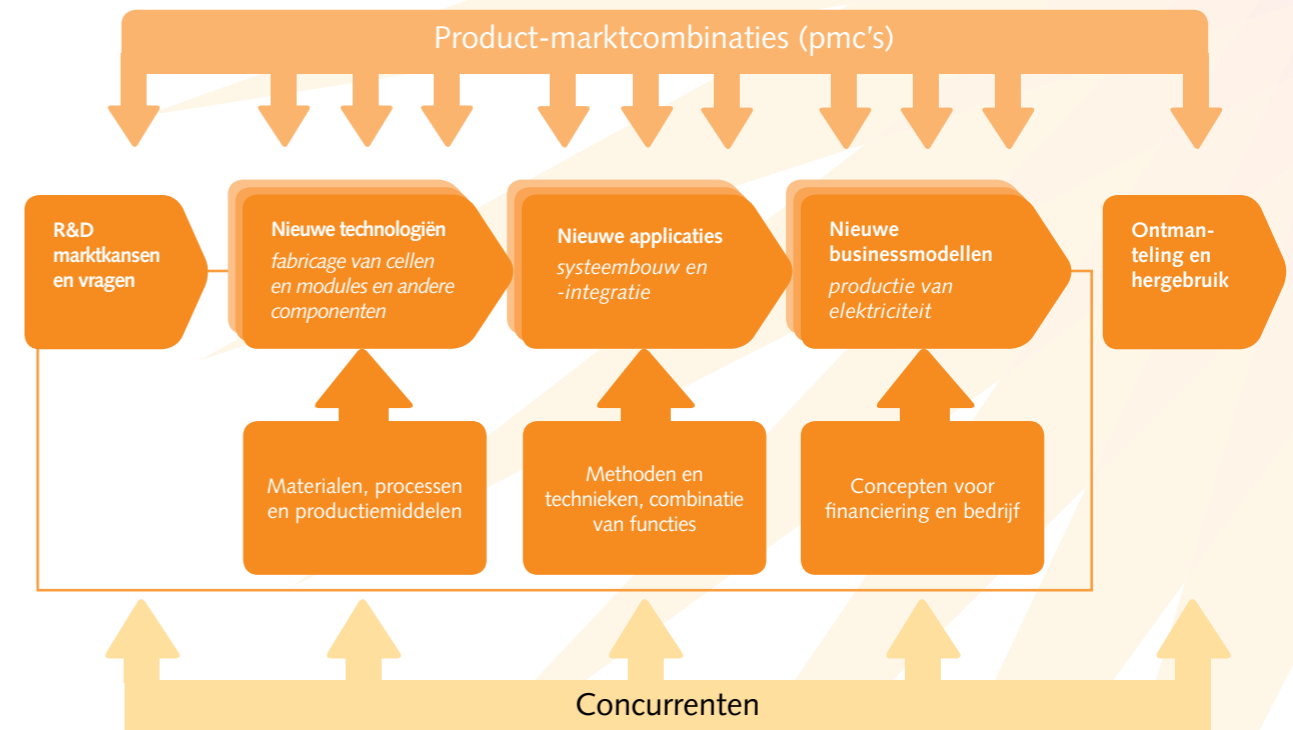 Product-marktcombinaties (pmc's)
R&D
marktkansen
en vragen
Nieuwe technologiën
fabricage van cellen
en modules en andere
componenten
Nieuwe applicaties
systeembouw en
-integratie
Nieuwe
businessmodellen
productie van
elektriciteit
Ontman-
teling en
hergebruik
Materialen, processen
en productiemiddelen
Methoden en
technieken, combinatie
van functies
Concepten voor
financiering en bedrijf
Concurrenten